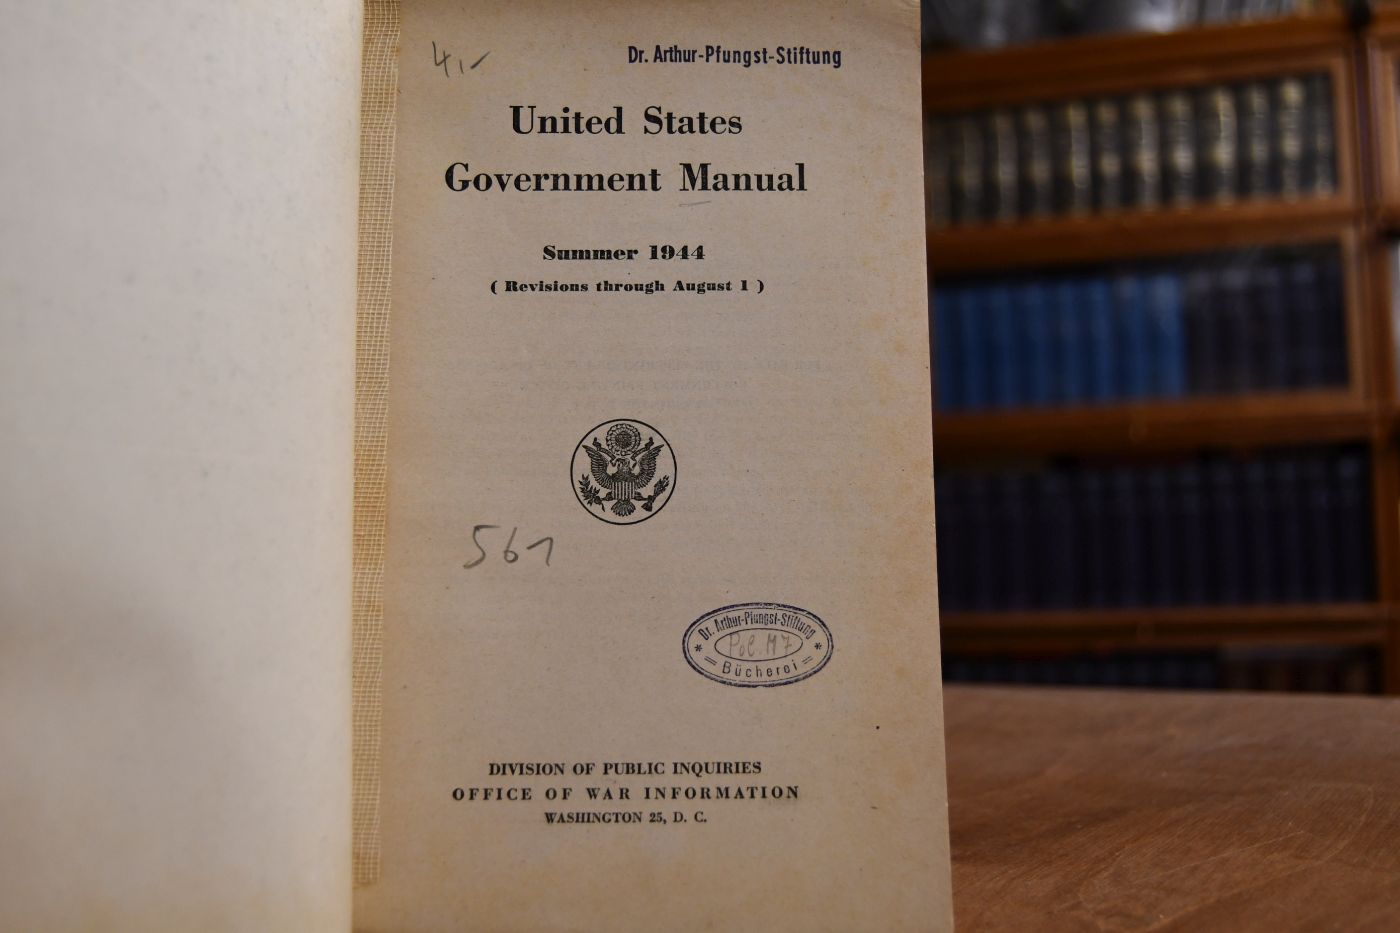 4,-
Dr. Arthur-Pfungst-Stiftung
United States
Government Manual
Summer 1944
( Revisions through August 1 )
561
Dr. Arthur-Pfungst-Stiftung
Pol. M7
* = Bücherei = *
DIVISION OF PUBLIC INQUIRIES
OFFICE OF WAR INFORMATION
WASHINGTON 25, D. C.